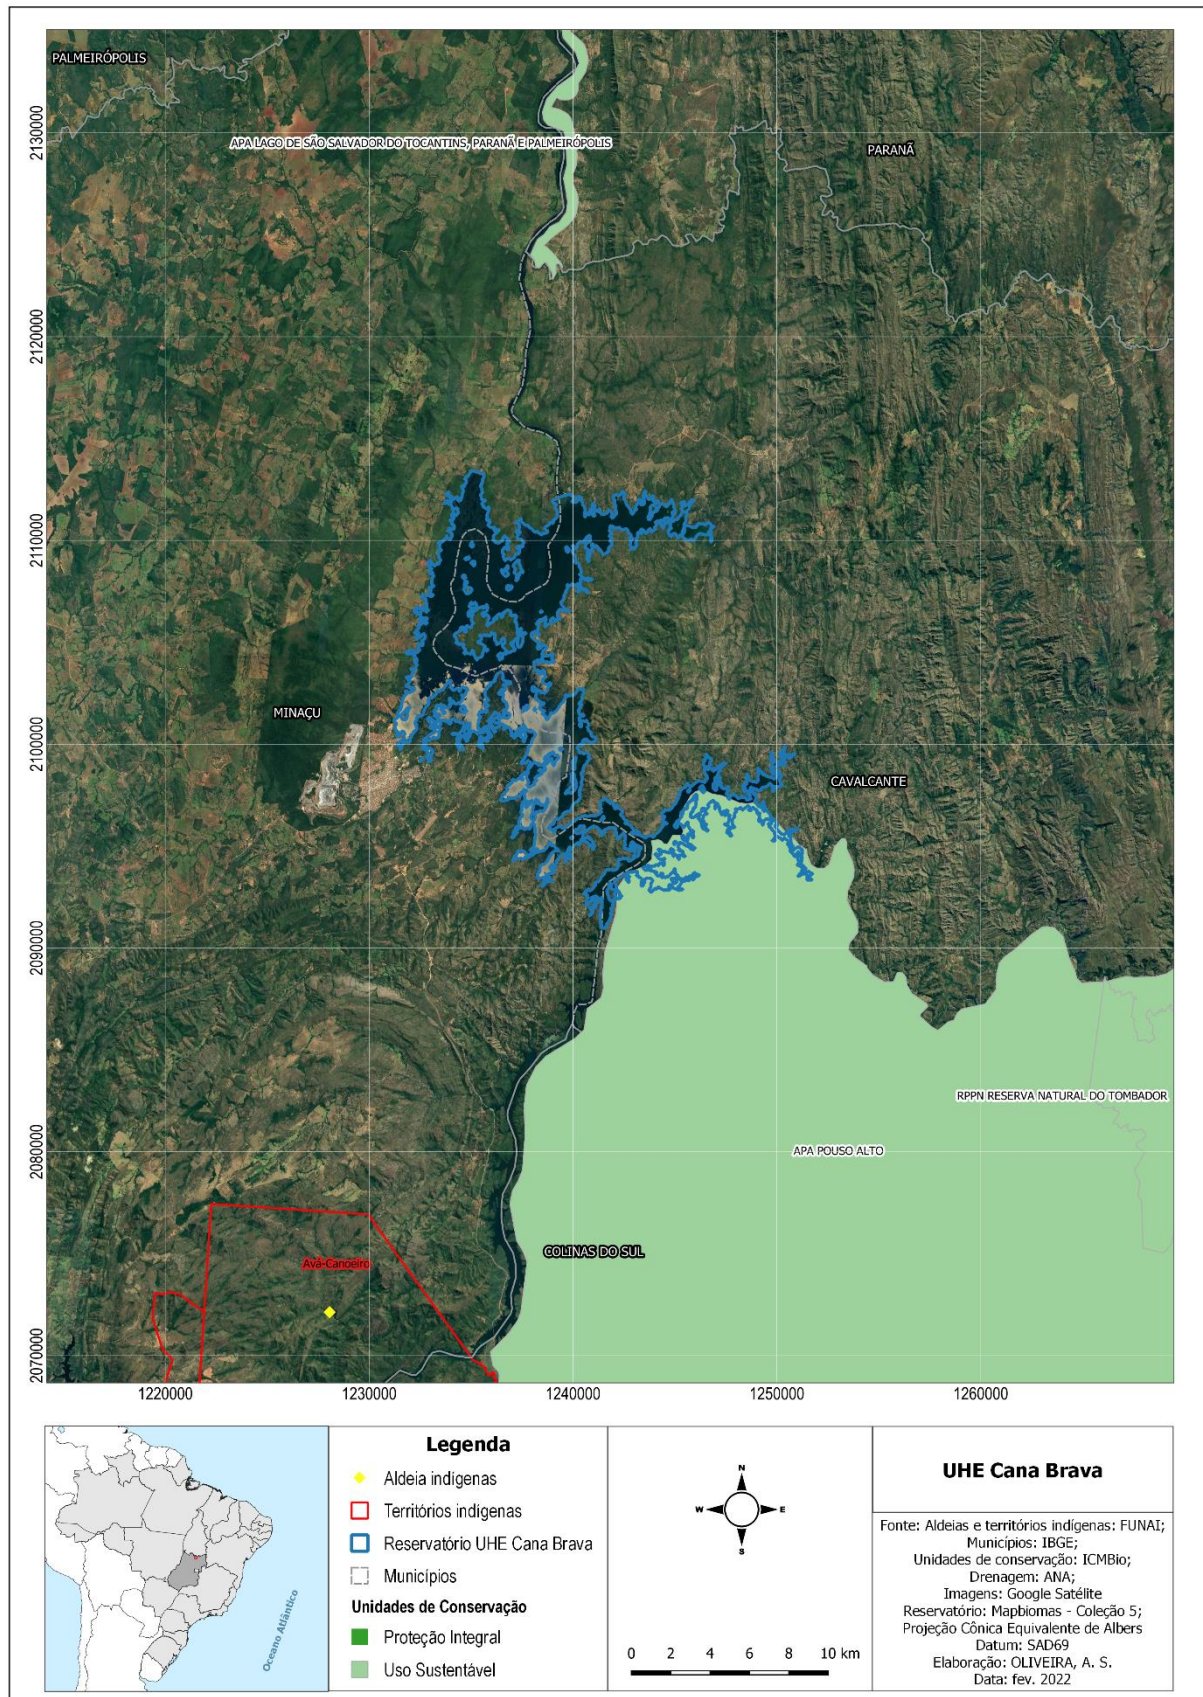 PALMEIRÓPOLIS
APA LAGO DE SÃO SALVADOR DO TOCANTINS, PARANÃ E PALMEIRÓPOLIS
PARANÃ
MINAÇU
CAVALCANTE
RPPN RESERVA NATURAL DO TOMBADOR
APA POUSO ALTO
COLINAS DO SUL
Avá-Canoeiro
2130000
2120000
2110000
2100000
2090000
2080000
2070000
1220000
1230000
1240000
1250000
1260000
Oceano Atlântico
Legenda
Aldeia indígenas
Territórios indígenas
Reservatório UHE Cana Brava
Municípios
Unidades de Conservação
Proteção Integral
Uso Sustentável
N
W
E
S
0 2 4 6 8 10 km
UHE Cana Brava
Fonte: Aldeias e territórios indígenas: FUNAI;
Municípios: IBGE;
Unidades de conservação: ICMBio;
Drenagem: ANA;
Imagens: Google Satélite
Reservatório: Mapbiomas - Coleção 5;
Projeção Cônica Equivalente de Albers
Datum: SAD69
Elaboração: OLIVEIRA, A. S.
Data: fev. 2022